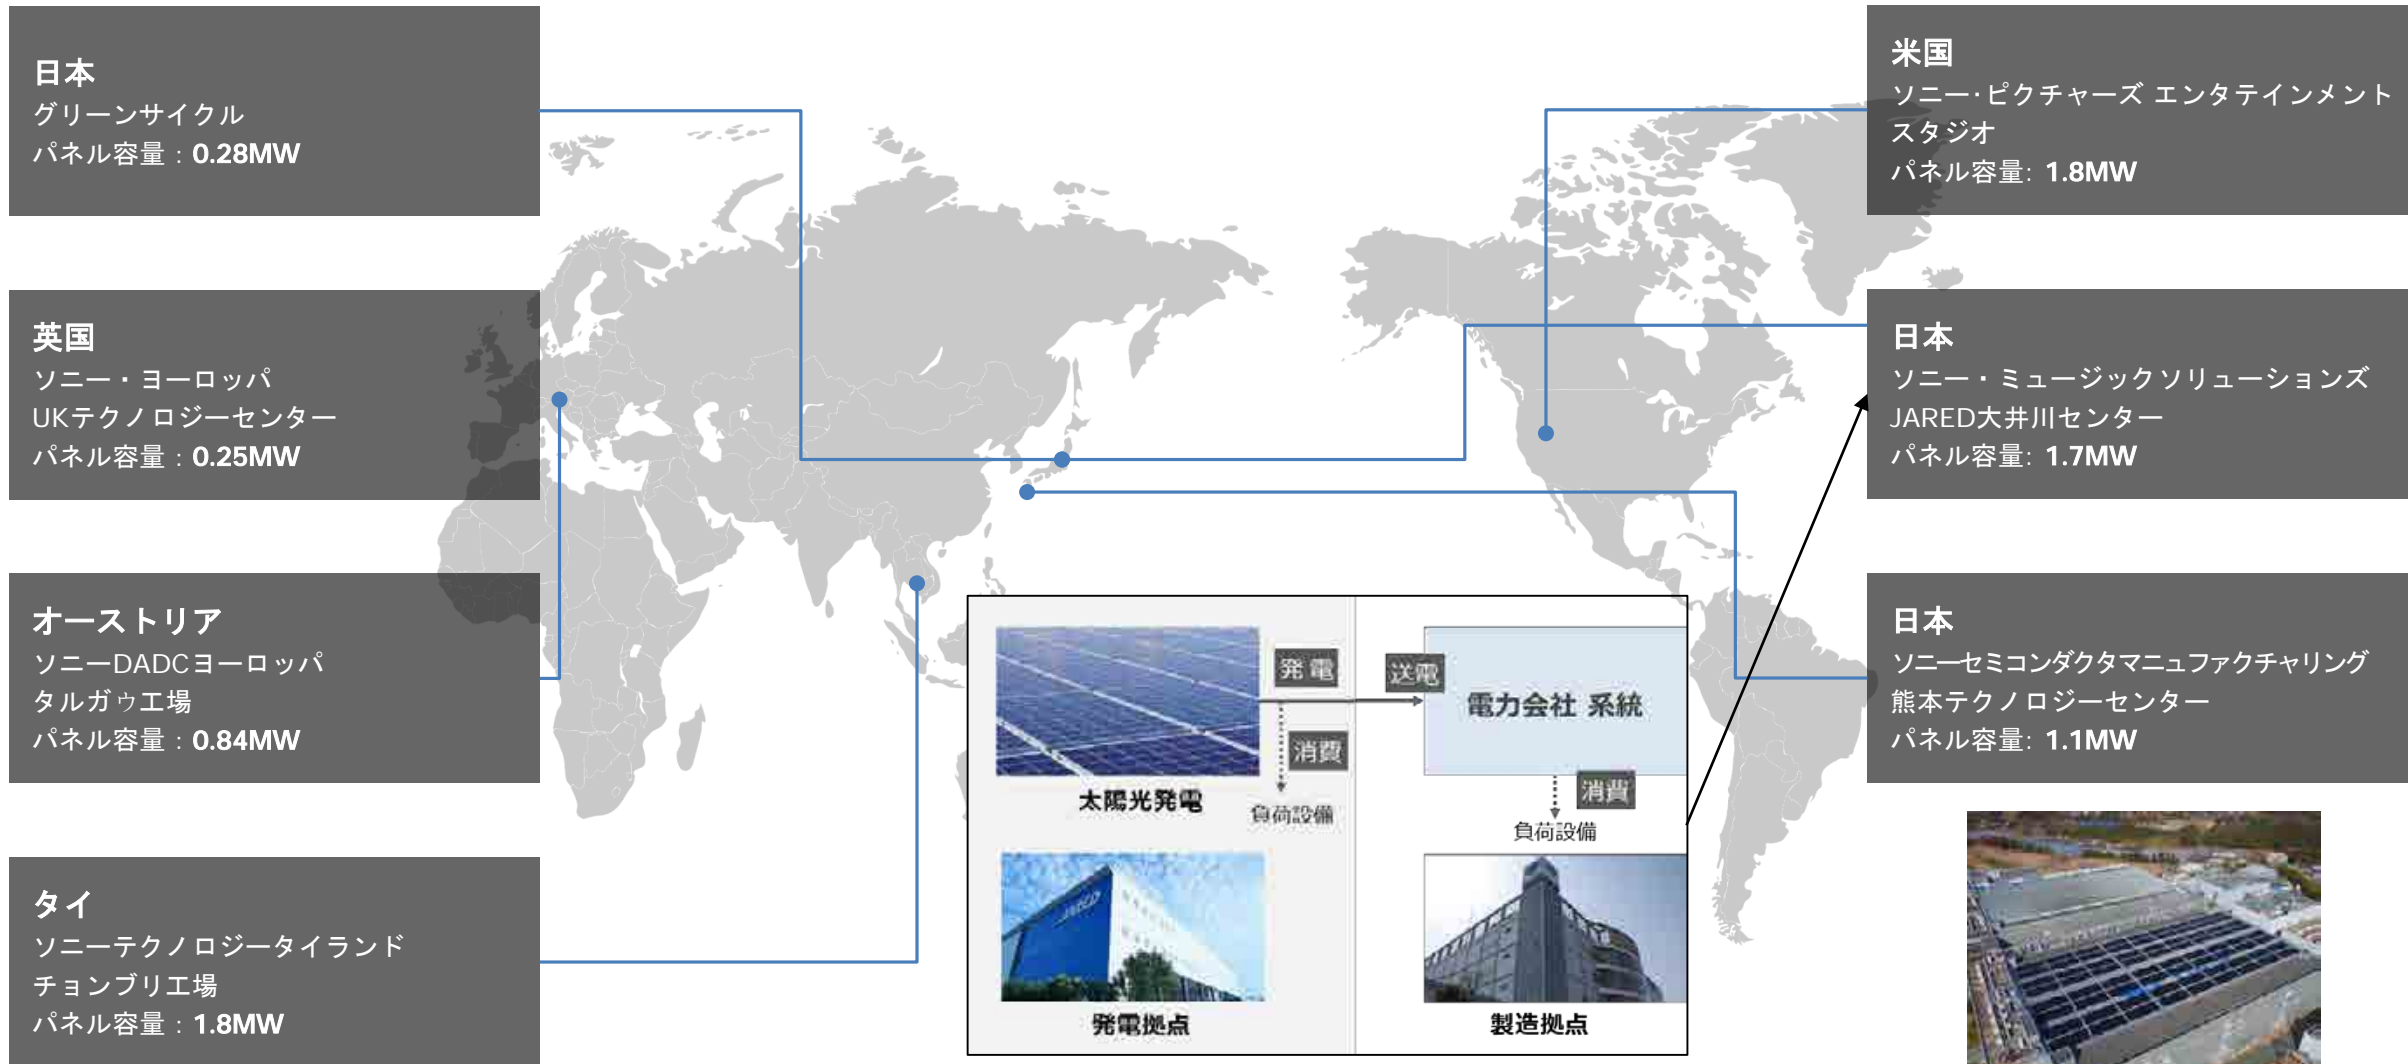 日本
グリーンサイクル
パネル容量：0.28MW
英国
ソニー・ヨーロッパ
UKテクノロジーセンター
パネル容量：0.25MW
オーストリア
ソニーDADCヨーロッパ
タルガゥ工場
パネル容量：0.84MW
タイ
ソニーテクノロジータイランド
チョンブリ工場
パネル容量：1.8MW
米国
ソニー･ピクチャーズ エンタテインメント
スタジオ
パネル容量: 1.8MW
日本
ソニー・ミュージックソリューションズ
JARED大井川センター
パネル容量: 1.7MW
日本
ソニーセミコンダクタマニュファクチャリング
熊本テクノロジーセンター
パネル容量: 1.1MW
発電
送電
電力会社 系統
消費
消費
太陽光発電
負荷設備
負荷設備
発電拠点
製造拠点